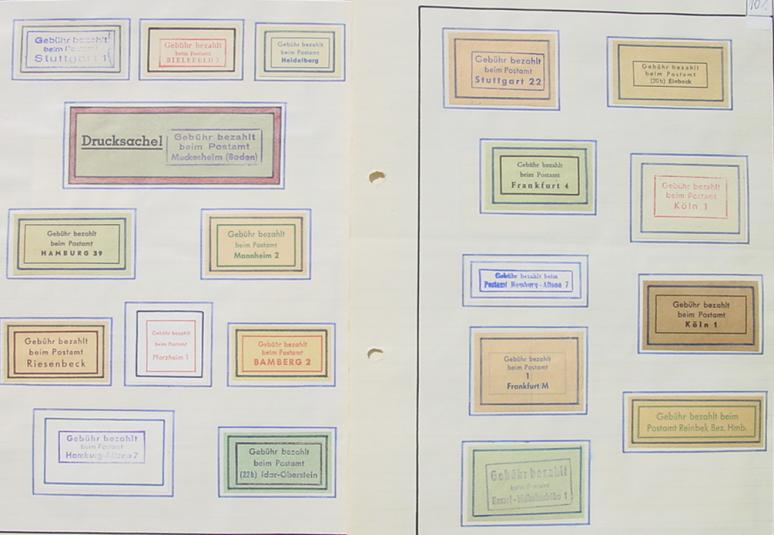 Gebühr bezahlt
beim Postamt
Stuttgart 1
Gebühr bezahlt
beim Postamt
BIELEFELD
Gebühr bezahlt
beim Postamt
Heidelberg
Drucksache!
Gebühr bezahlt
beim Postamt
Meckesheim (Baden)
Gebühr bezahlt
beim Postamt
HAMBURG 39
Gebühr bezahlt
beim Postamt
Mannheim 2
Gebühr bezahlt
beim Postamt
Riesenbeck
Gebühr bezahlt
beim Postamt
Pforzheim 1
Gebühr bezahlt
beim Postamt
BAMBERG 2
Gebühr bezahlt
beim Postamt
Hamburg-Altona 7
Gebühr bezahlt
beim Postamt
(22b) Idar-Oberstein
Gebühr bezahlt
beim Postamt
Stuttgart 22
Gebühr bezahlt
beim Postamt
(20b) Einbeck
Gebühr bezahlt
beim Postamt
Frankfurt 4
Gebühr bezahlt
beim Postamt
Köln 1
Gebühr bezahlt beim
Postamt Hamburg-Altona 7
Gebühr bezahlt
beim Postamt
Köln 1
Gebühr bezahlt
beim Postamt
1
Frankfurt/M
Gebühr bezahlt beim
Postamt Reinbek Bez. Hmb.
Gebühr bezahlt
beim Postamt
Kassel-Wilhelmshöhe 1